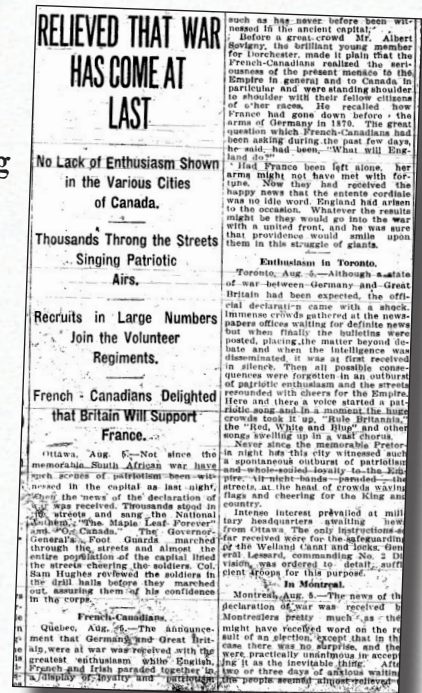 g
RELIEVED THAT WAR
HAS COME AT
LAST
No Lack of Enthusiasm Shown
in the Various Cities
of Canada.
Thousands Throng the Streets
Singing Patriotic
Airs.
Recruits in Large Numbers
Join the Volunteer
Regiments.
French - Canadians Delighted
that Britain Will Support
France.
Ottawa, Aug. 5.—Not since the
memorable South African war have
such scenes of patriotism been wit-
nessed in the capital as last night,
when the news of the declaration of
war was received. Thousands stood in
the streets and sang the National
Anthem, "The Maple Leaf Forever"
and "O Canada." The Governor-
General's Foot Guards marched
through the streets and almost the
entire population of the capital lined
the streets cheering the soldiers. Col.
Sam Hughes reviewed the soldiers in
the drill halls before they marched
out, assuring them of his confidence
in the corps.
French-Canadians.
Quebec, Aug. 5.—The announce-
ment that Germany and Great Brit-
ain were at war was received with the
greatest enthusiasm while English,
French and Irish paraded together in
a display of loyalty and patriotism
such as has never before been wit-
nessed in the ancient capital.
Before a great crowd Mr. Albert
Sevigny, the brilliant young member
for Dorchester, made it plain that the
French-Canadians realized the seri-
ousness of the present menace to the
Empire in general and to Canada in
particular and were standing shoulder
to shoulder with their fellow citizens
of other races. He recalled how
France had gone down before the
arms of Germany in 1870. The great
question which French-Canadians had
been asking during the past few days,
he said, had been, "What will Eng-
land do?"
Had France been left alone, her
arms might not have met with for-
tune. Now they had received the
happy news that the entente cordiale
was no idle word. England had arisen
to the occasion. Whatever the results
might be they would go into the war
with a united front, and he was sure
that providence would smile upon
them in this struggle of giants.
Enthusiasm in Toronto.
Toronto, Aug. 5.—Although a state
of war between Germany and Great
Britain had been expected, the offi-
cial declaration came with a shock.
Immense crowds gathered at the news-
papers offices waiting for definite news
but when finally the bulletins were
posted, placing the matter beyond de-
bate and when the intelligence was
disseminated, it was at first received
in silence. Then all possible conse-
quences were forgotten in an outburst
of patriotic enthusiasm and the streets
resounded with cheers for the Empire.
Here and there a voice started a pat-
riotic song and in a moment the huge
crowds took it up, "Rule Britannia,"
the "Red, White and Blue" and other
songs swelling up in a vast chorus.
Never since the memorable Pretor-
ia night has this city witnessed such
a spontaneous outburst of patriotism
and whole-souled loyalty to the Em-
pire. All night bands paraded the
streets, at the head of crowds waving
flags and cheering for the King and
country.
Intense interest prevailed at mili-
tary headquarters awaiting news
from Ottawa. The only instructions so
far received were for the safeguarding
of the Welland Canal and locks. Gen-
eral Lessard, commanding No. 2 Di-
vision, was ordered to detail suffi-
cient troops for this purpose.
In Montreal.
Montreal, Aug. 5.—The news of the
declaration of war was received by
Montrealers pretty much as they
might have received word on the re-
sult of an election, except that in this
case there was no surprise, and they
were practically unanimous in accept-
ing it as the inevitable thing. After
two or three days of anxious waiting
the people seemed almost relieved